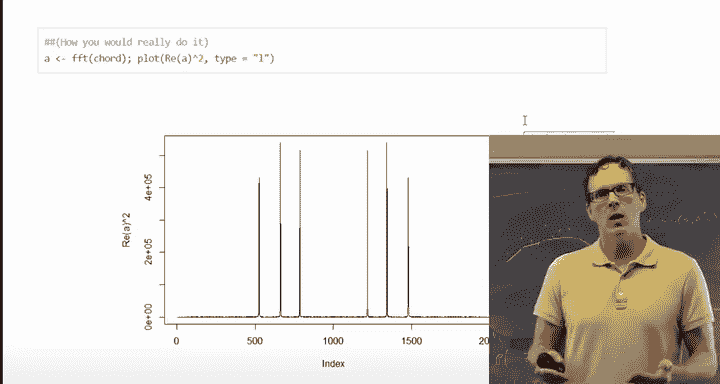 ##(How you would really do it)
a <- fft(chord); plot(Re(a)^2, type = "l")
Re(a)^2
4e+05
2e+05
0e+00
0 500 1000 1500 20
Index